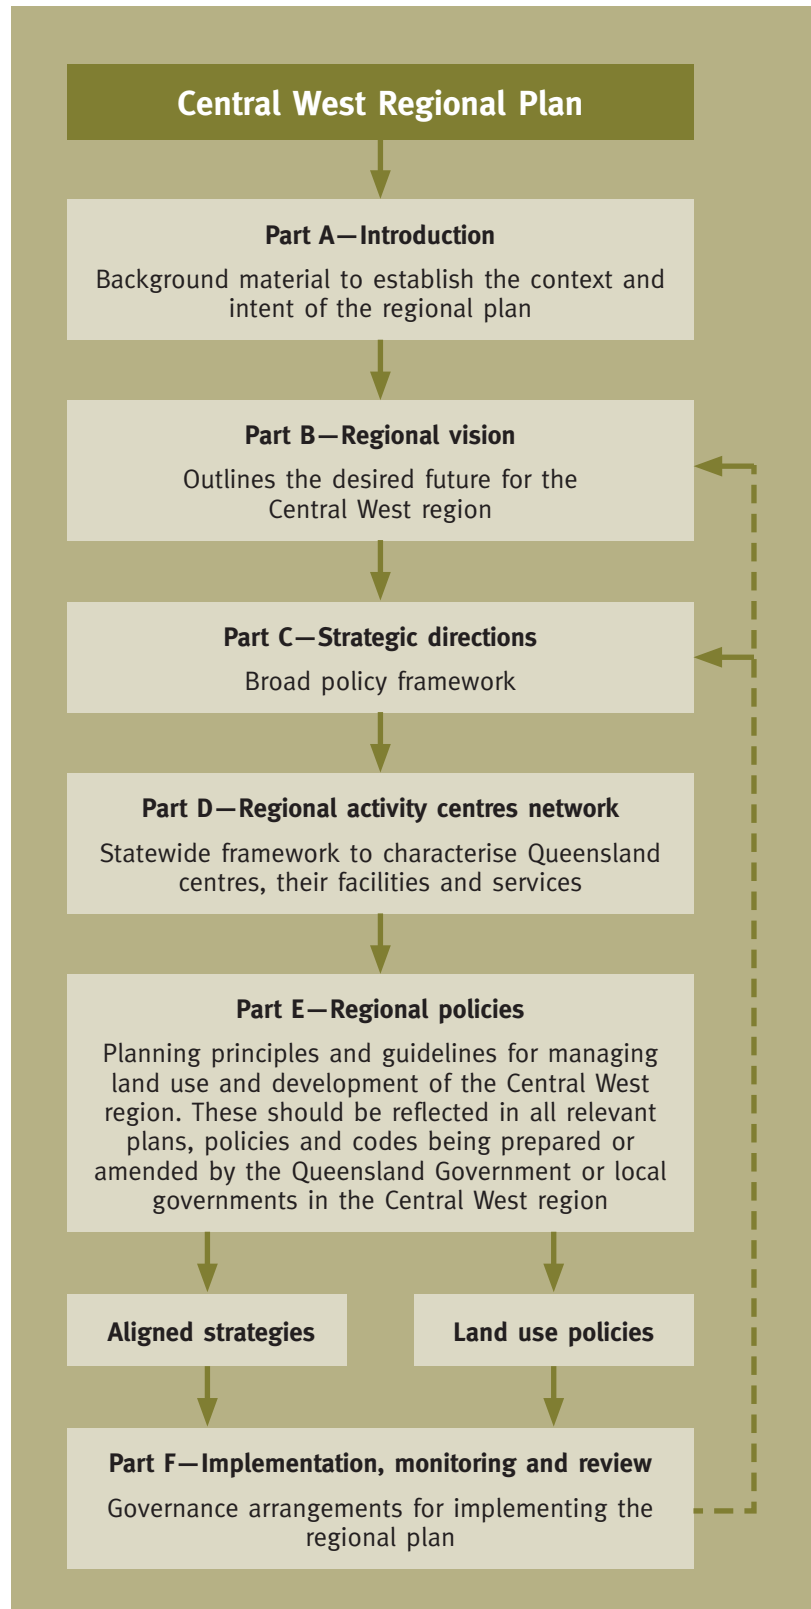 Central West Regional Plan
Part A—Introduction
Background material to establish the context and
intent of the regional plan
Part B—Regional vision
Outlines the desired future for the
Central West region
Part C—Strategic directions
Broad policy framework
Part D—Regional activity centres network
Statewide framework to characterise Queensland
centres, their facilities and services
Part E—Regional policies
Planning principles and guidelines for managing
land use and development of the Central West
region. These should be reflected in all relevant
plans, policies and codes being prepared or
amended by the Queensland Government or local
governments in the Central West region
Aligned strategies
Land use policies
Part F—Implementation, monitoring and review
Governance arrangements for implementing the
regional plan